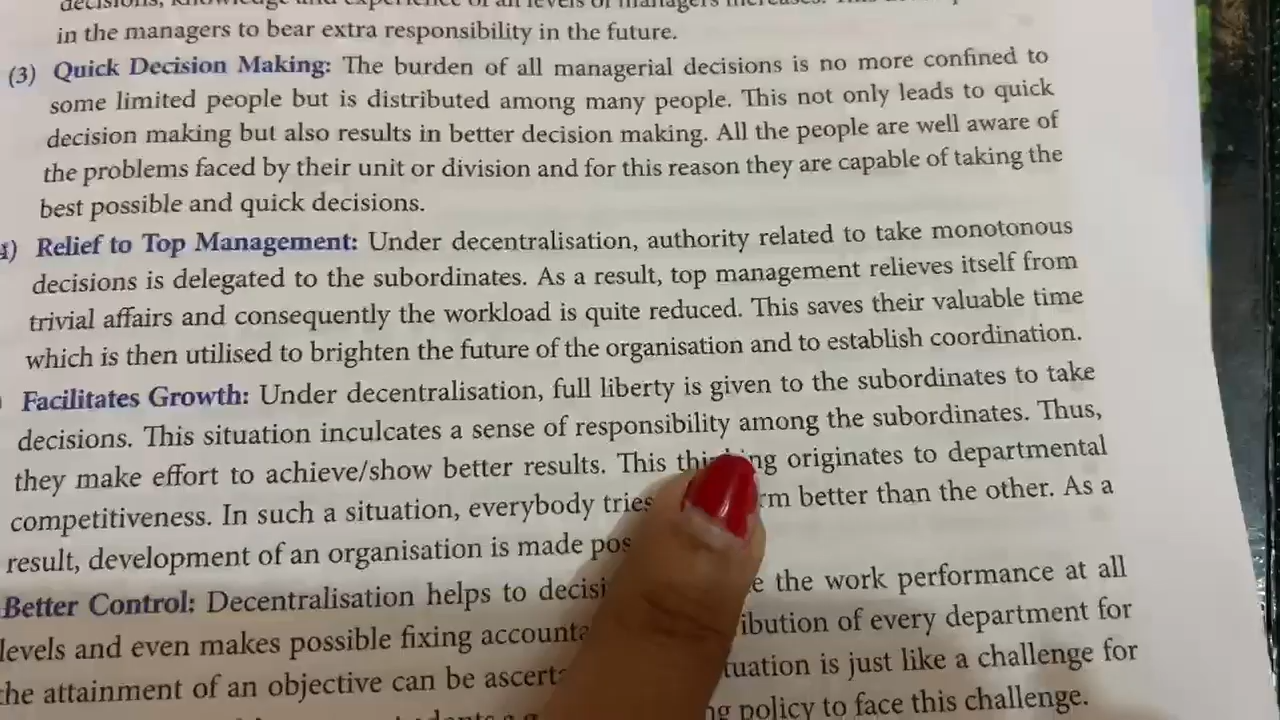 in the managers to bear extra responsibility in the future.
(3) Quick Decision Making: The burden of all managerial decisions is no more confined to
some limited people but is distributed among many people. This not only leads to quick
decision making but also results in better decision making. All the people are well aware of
the problems faced by their unit or division and for this reason they are capable of taking the
best possible and quick decisions.
Relief to Top Management: Under decentralisation, authority related to take monotonous
decisions is delegated to the subordinates. As a result, top management relieves itself from
trivial affairs and consequently the workload is quite reduced. This saves their valuable time
which is then utilised to brighten the future of the organisation and to establish coordination.
Facilitates Growth: Under decentralisation, full liberty is given to the subordinates to take
decisions. This situation inculcates a sense of responsibility among the subordinates. Thus,
they make effort to achieve/show better results. This thinking originates to departmental
competitiveness. In such a situation, everybody tries better than the other. As a
result, development of an organisation is made
Better Control: Decentralisation helps to the work performance at all
levels and even makes possible fixing of every department for
the attainment of an objective can be is just like a challenge for
policy to face this challenge.